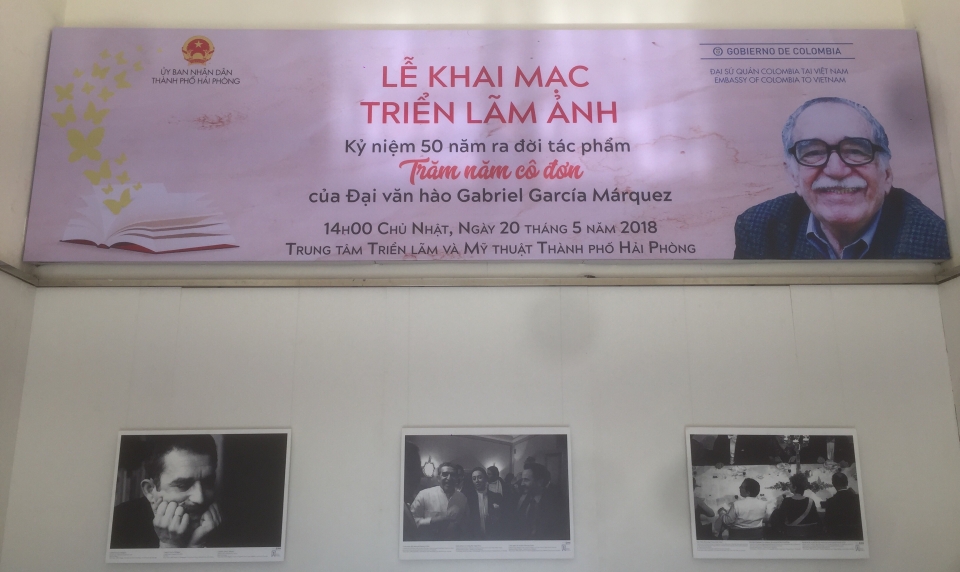 ỦY BAN NHÂN DÂN
THÀNH PHỐ HẢI PHÒNG
GOBIERNO DE COLOMBIA
ĐẠI SỨ QUÁN COLOMBIA TẠI VIỆT NAM
EMBASSY OF COLOMBIA TO VIETNAM
LỄ KHAI MẠC
TRIỂN LÃM ẢNH
Kỷ niệm 50 năm ra đời tác phẩm
Trăm năm cô đơn
của Đại văn hào Gabriel García Márquez
14H00 CHỦ NHẬT, NGÀY 20 THÁNG 5 NĂM 2018
TRUNG TÂM TRIỂN LÃM VÀ MỸ THUẬT THÀNH PHỐ HẢI PHÒNG